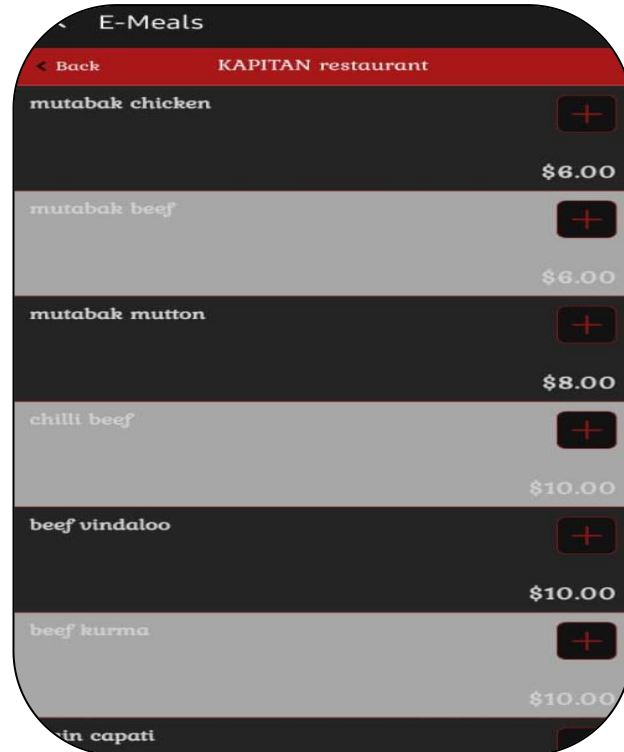 E-Meals
Back KAPITAN restaurant
mutabak chicken
$6.00
mutabak beef
$6.00
mutabak mutton
$8.00
chilli beef
$10.00
beef vindaloo
$10.00
beef kurma
$10.00
capati